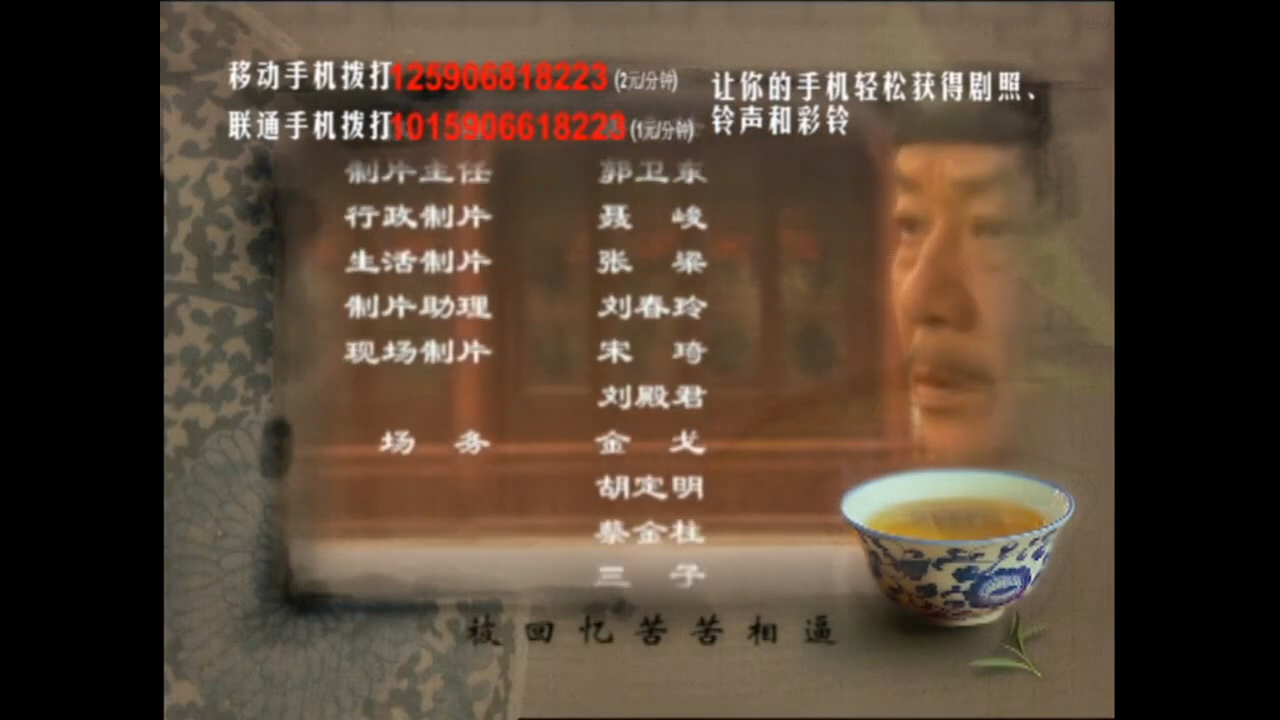 移动手机拨打125906818223(2元/分钟)
联通手机拨打1015906618223(1元/分钟)
让你的手机轻松获得剧照、
铃声和彩铃
制片主任 郭卫东
行政制片 聂 峻
生活制片 张 梁
制片助理 刘春玲
现场制片 宋 琦
刘殿君
场 务 金 戈
胡定明
蔡金柱
三 子
被回忆苦苦相逼